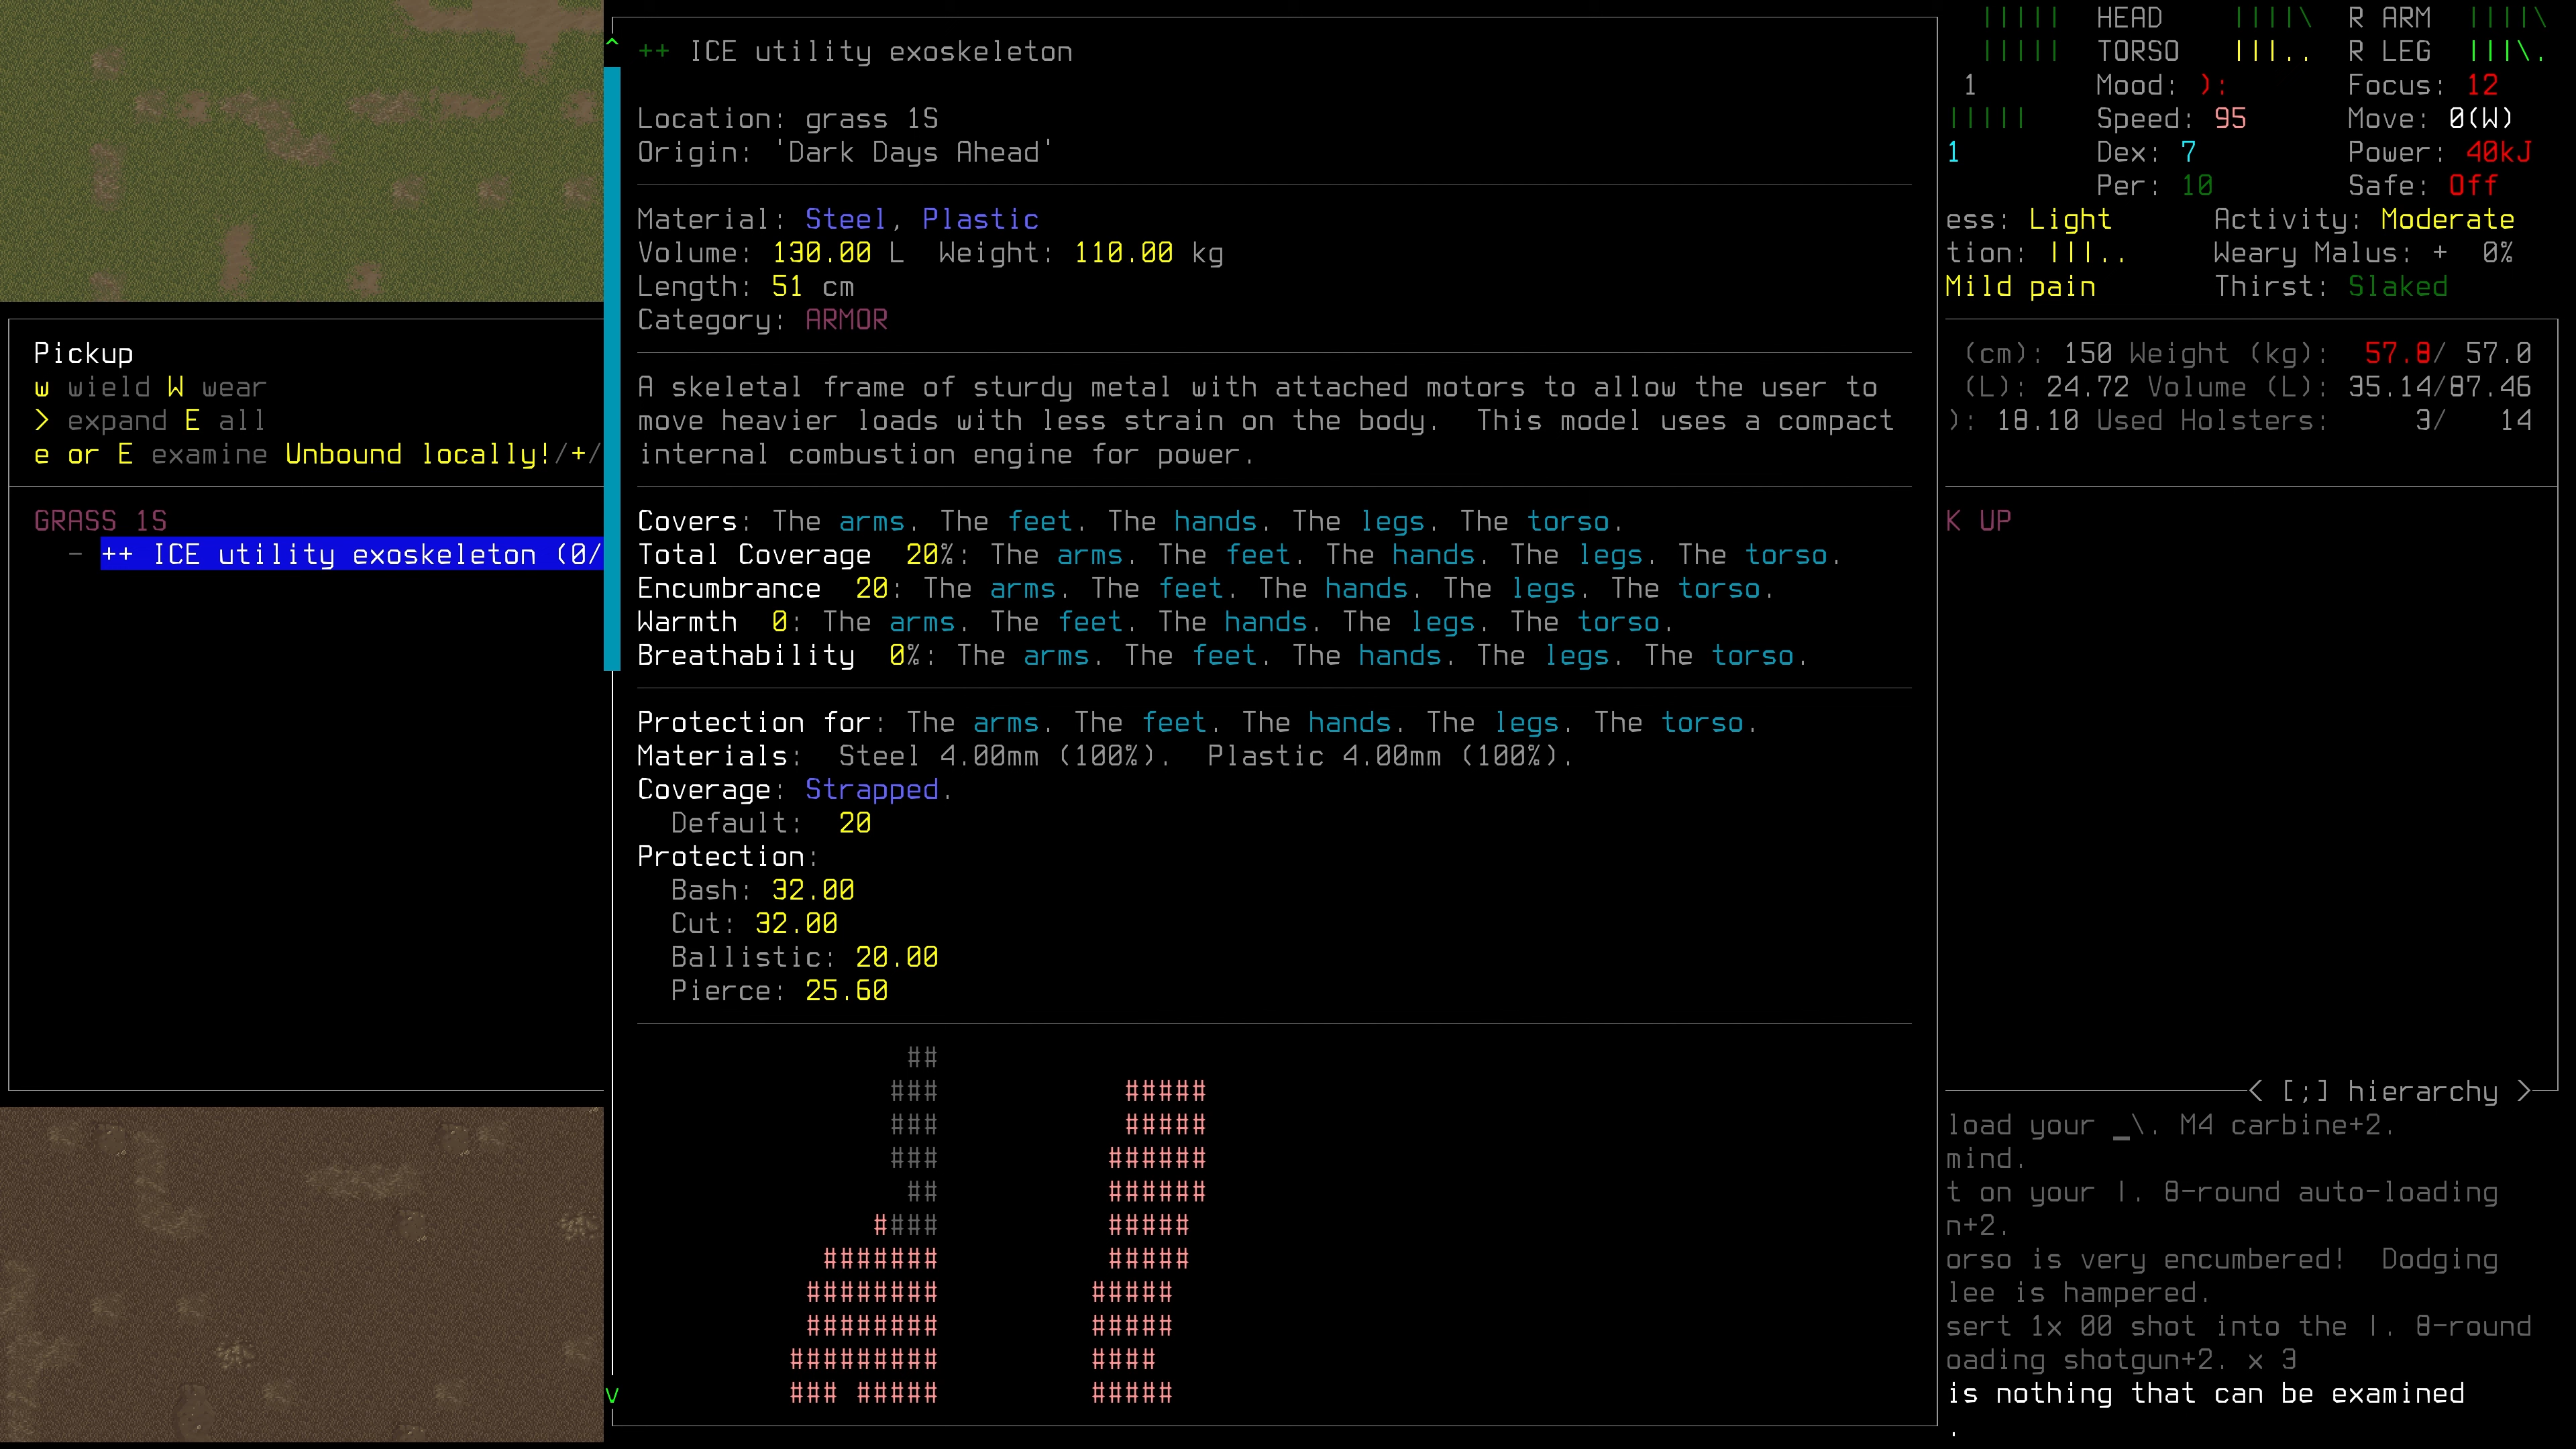 ++ ICE utility exoskeleton
Location: grass 1S
Origin: 'Dark Days Ahead'
Material: Steel, Plastic
Volume: 130.00 L  Weight: 110.00 kg
Length: 51 cm
Category: ARMOR
A skeletal frame of sturdy metal with attached motors to allow the user to
move heavier loads with less strain on the body.  This model uses a compact
internal combustion engine for power.
Covers: The arms. The feet. The hands. The legs. The torso.
Total Coverage  20%: The arms. The feet. The hands. The legs. The torso.
Encumbrance  20: The arms. The feet. The hands. The legs. The torso.
Warmth  0: The arms. The feet. The hands. The legs. The torso.
Breathability  0%: The arms. The feet. The hands. The legs. The torso.
Protection for: The arms. The feet. The hands. The legs. The torso.
Materials:  Steel 4.00mm (100%).  Plastic 4.00mm (100%).
Coverage: Strapped.
Default:  20
Protection:
Bash: 32.00
Cut: 32.00
Ballistic: 20.00
Pierce: 25.60
##
### #####
### #####
### ######
## ######
#### #####
####### #####
######## #####
######## #####
######### ####
### ##### #####
Pickup
w wield W wear
> expand E all
e or E examine Unbound locally!/+/
GRASS 1S
- ++ ICE utility exoskeleton (0/
||||| HEAD ||||\ R ARM ||||\
||||| TORSO |||.. R LEG |||\.
1 Mood: ): Focus: 12
||||| Speed: 95 Move: 0(W)
1 Dex: 7 Power: 40kJ
Per: 10 Safe: Off
ess: Light Activity: Moderate
tion: |||.. Weary Malus: + 0%
Mild pain Thirst: Slaked
(cm): 150 Weight (kg): 57.8/ 57.0
(L): 24.72 Volume (L): 35.14/87.46
): 18.10 Used Holsters: 3/ 14
K UP
< [;] hierarchy >
load your _\. M4 carbine+2.
mind.
t on your |. 8-round auto-loading
n+2.
orso is very encumbered!  Dodging
lee is hampered.
sert 1x 00 shot into the |. 8-round
oading shotgun+2. x 3
is nothing that can be examined
.